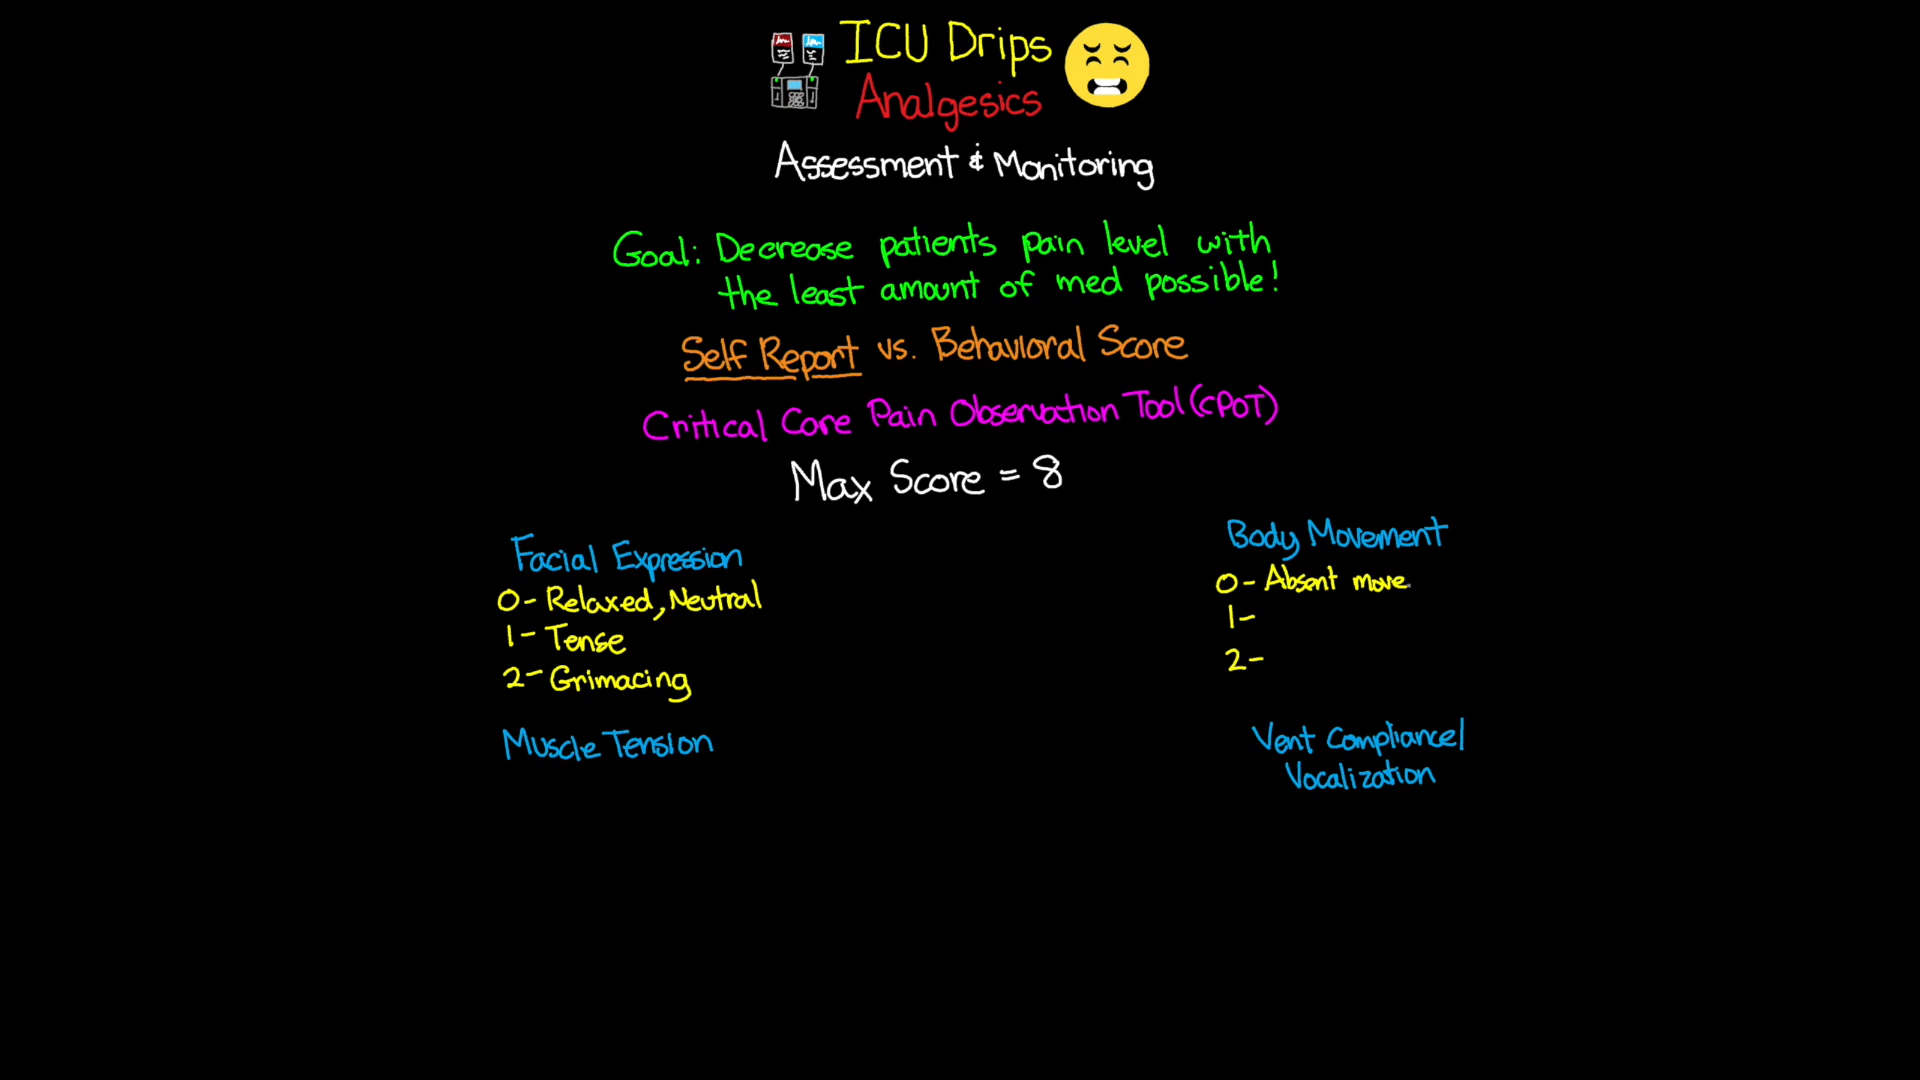 ICU Drips
Analgesics
Assessment & Monitoring
Goal: Decrease patients pain level with
the least amount of med possible!
Self Report vs. Behavioral Score
Critical Care Pain Observation Tool (CPOT)
Max Score = 8
Facial Expression
0- Relaxed, Neutral
1- Tense
2- Grimacing
Body Movement
0- Absent move
1-
2-
Muscle Tension
Vent Compliance/
Vocalization